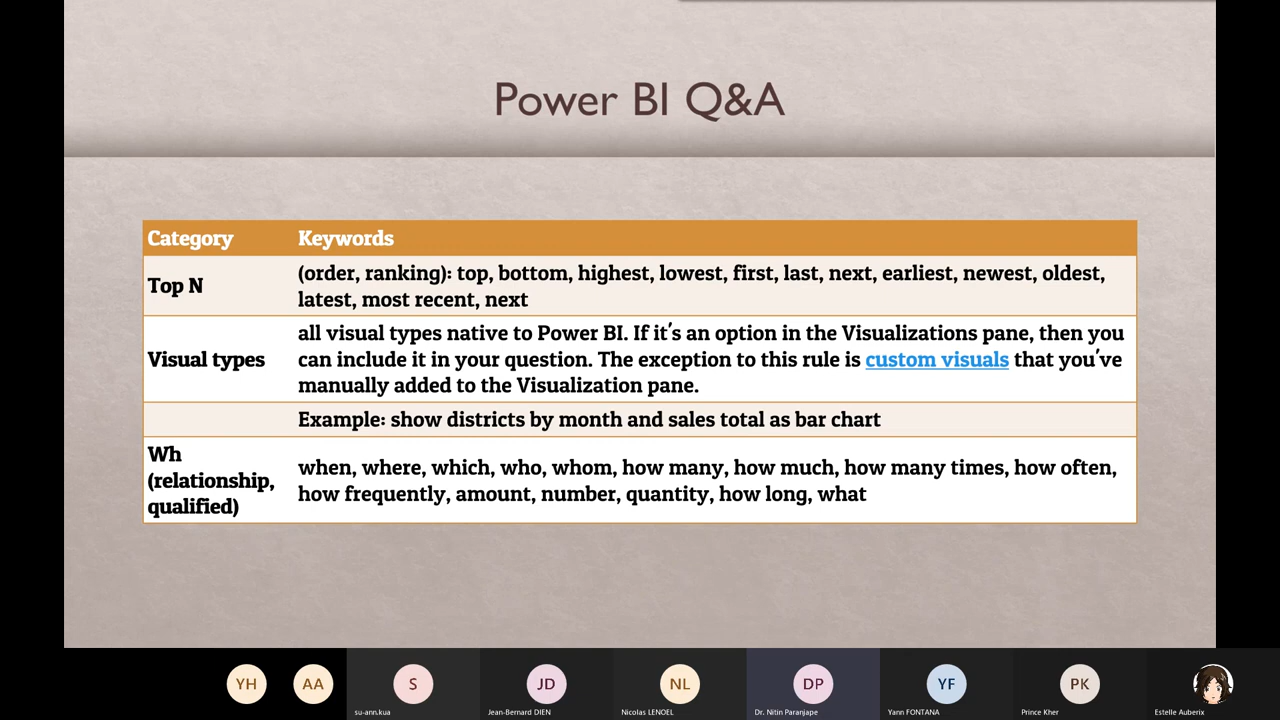 Power BI Q&A
Category Keywords
Top N
(order, ranking): top, bottom, highest, lowest, first, last, next, earliest, newest, oldest,
latest, most recent, next
Visual types
all visual types native to Power BI. If it's an option in the Visualizations pane, then you
can include it in your question. The exception to this rule is custom visuals that you've
manually added to the Visualization pane.
Example: show districts by month and sales total as bar chart
Wh
(relationship,
qualified)
when, where, which, who, whom, how many, how much, how many times, how often,
how frequently, amount, number, quantity, how long, what
YH AA S JD NL DP YF PK
su-ann.kua Jean-Bernard DIEN Nicolas LENOEL Dr. Nitin Paranjape Yann FONTANA Prince Kher Estelle Auberix